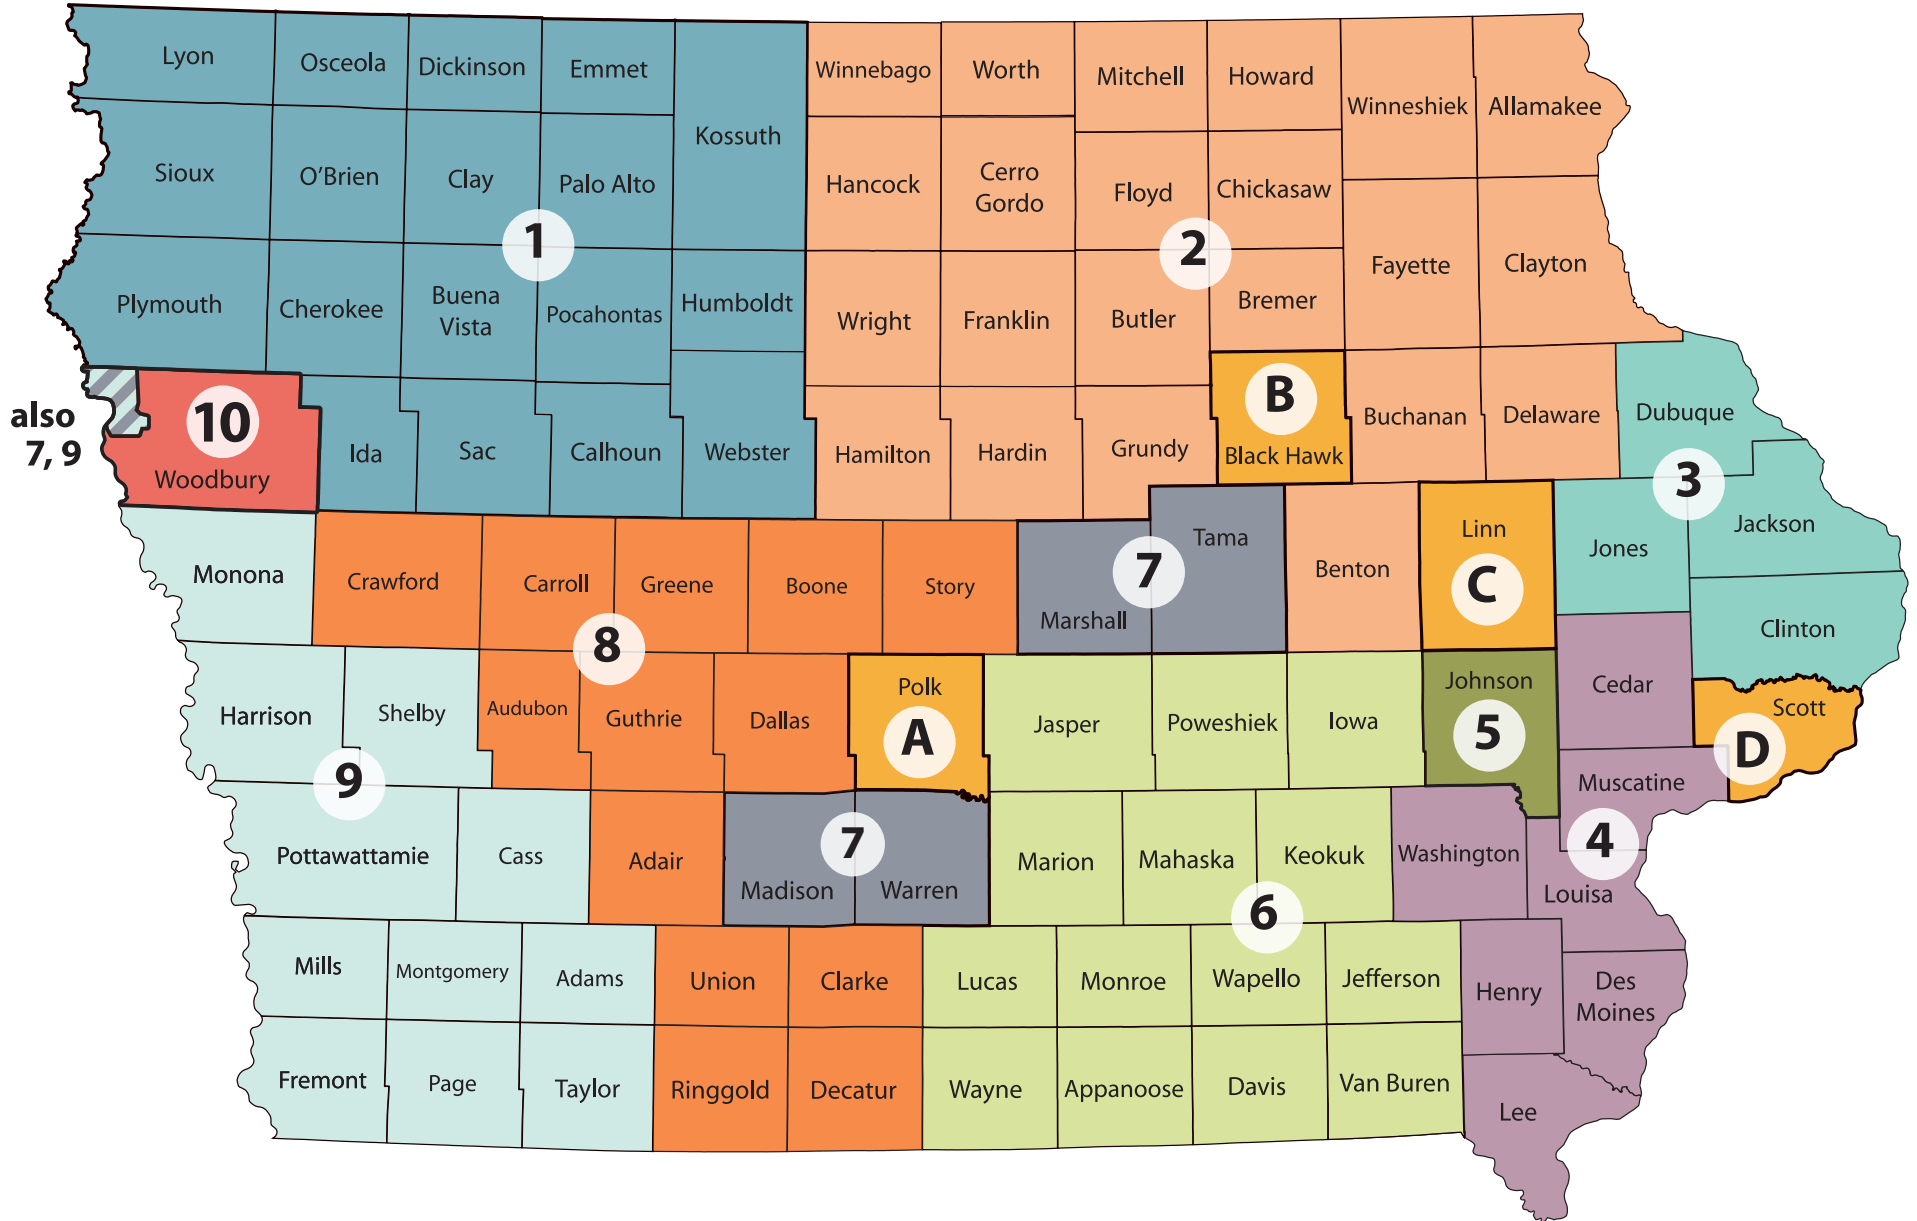 Lyon
Osceola
Dickinson
Emmet
Kossuth
Winnebago
Worth
Mitchell
Howard
Winneshiek
Allamakee
Sioux
O'Brien
Clay
Palo Alto
Hancock
Cerro
Gordo
Floyd
Chickasaw
1
2
Plymouth
Cherokee
Buena
Vista
Pocahontas
Humboldt
Wright
Franklin
Butler
Bremer
Fayette
Clayton
also
7, 9
10
Woodbury
Ida
Sac
Calhoun
Webster
Hamilton
Hardin
Grundy
B
Black Hawk
Buchanan
Delaware
Dubuque
3
Monona
Crawford
Carroll
Greene
Boone
Story
Marshall
7
Tama
Benton
Linn
C
Jones
Jackson
Clinton
8
Harrison
Shelby
Audubon
Guthrie
Dallas
Polk
A
Jasper
Poweshiek
Iowa
Johnson
5
Cedar
Scott
D
9
Muscatine
Pottawattamie
Cass
Adair
7
Madison
Warren
Marion
Mahaska
Keokuk
Washington
4
Louisa
6
Mills
Montgomery
Adams
Union
Clarke
Lucas
Monroe
Wapello
Jefferson
Henry
Des
Moines
Fremont
Page
Taylor
Ringgold
Decatur
Wayne
Appanoose
Davis
Van Buren
Lee